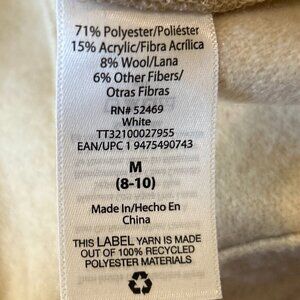 71% Polyester/Poliéster
15% Acrylic/Fibra Acrílica
8% Wool/Lana
6% Other Fibers/
Otras Fibras
RN# 52469
White
TT32100027955
EAN/UPC 1 9475490743
M
(8-10)
Made In/Hecho En
China
THIS LABEL YARN IS MADE
OUT OF 100% RECYCLED
POLYESTER MATERIALS